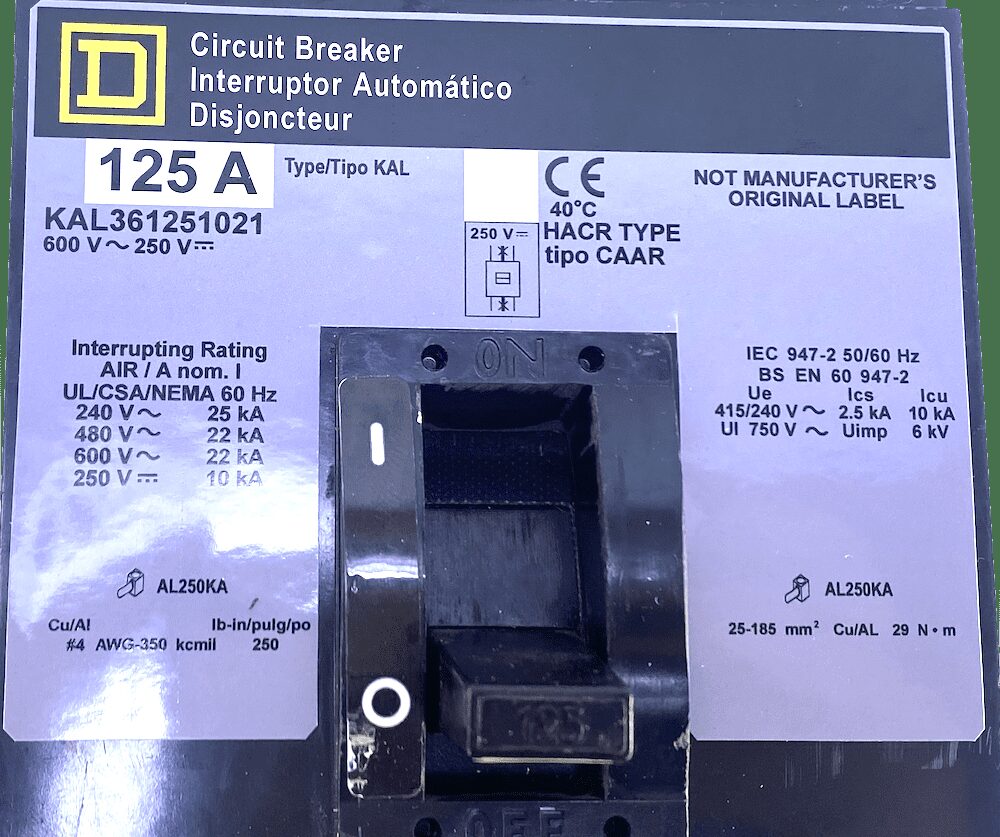 D
Circuit Breaker
Interruptor Automático
Disjoncteur
125 A
Type/Tipo KAL
KAL361251021
600 V ~ 250 V ⎓
CE
40°C
HACR TYPE
tipo CAAR
250 V ⎓
NOT MANUFACTURER'S
ORIGINAL LABEL
Interrupting Rating
AIR / A nom. I
UL/CSA/NEMA 60 Hz
240 V ~ 25 kA
480 V ~ 22 kA
600 V ~ 22 kA
250 V ⎓ 10 kA
AL250KA
Cu/Al lb-in/pulg/po
#4 AWG-350 kcmil 250
ON
I
O
125
OFF
IEC 947-2 50/60 Hz
BS EN 60 947-2
Ue Ics Icu
415/240 V ~ 2.5 kA 10 kA
UI 750 V ~ Uimp 6 kV
AL250KA
25-185 mm² Cu/AL 29 N • m